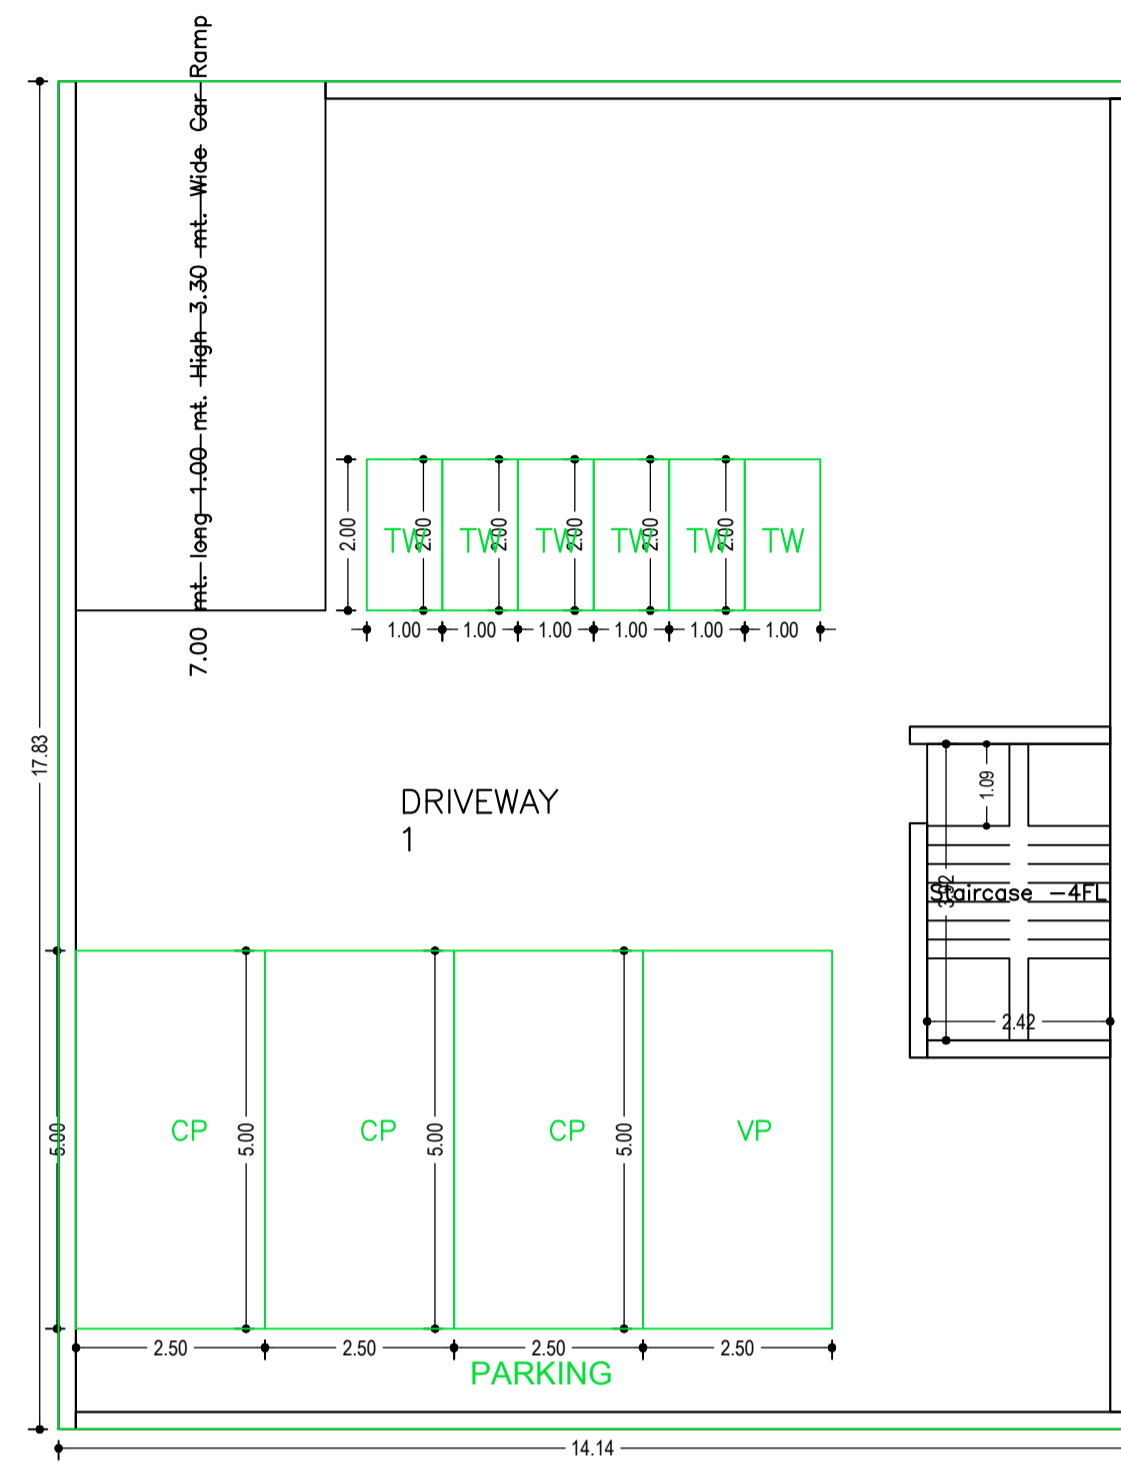 7.00 mt. long 1.00 mt. High 3.30 mt. Wide Car Ramp
17.83
2.00
TW 2.00 TW 2.00 TW 2.00 TW 2.00 TW 2.00 TW
1.00 1.00 1.00 1.00 1.00 1.00
DRIVEWAY
1
1.09
3.92
Staircase -4FL
2.42
5.00 CP 5.00 CP 5.00 CP 5.00 VP
2.50 2.50 2.50 2.50
PARKING
14.14